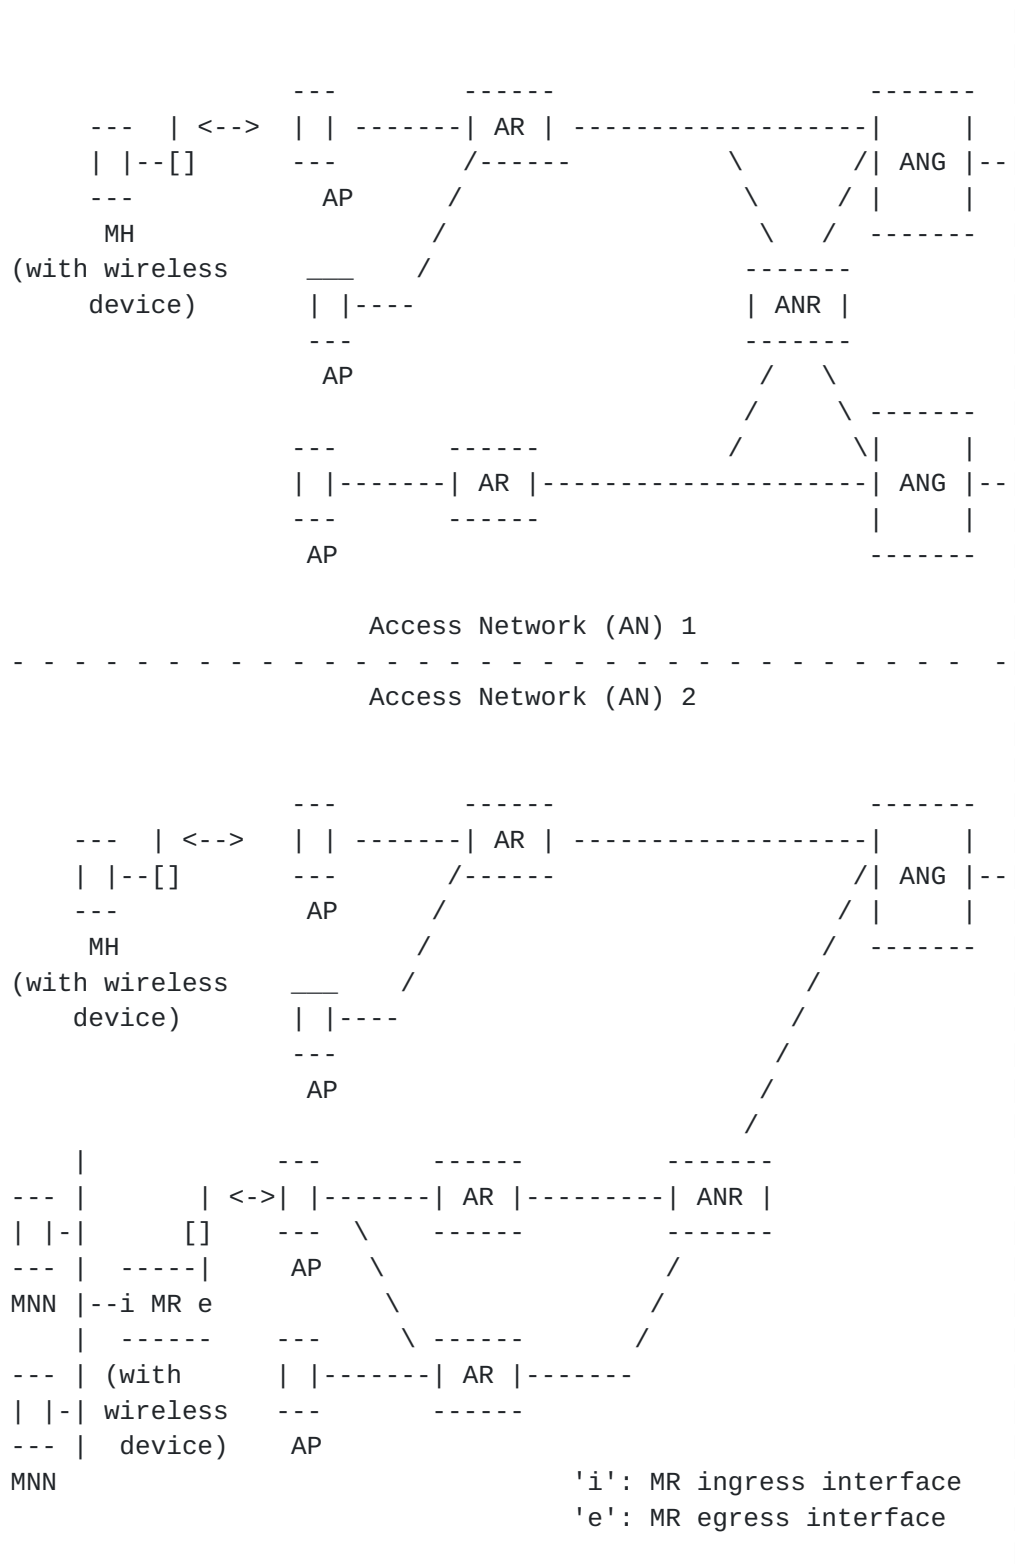 ---        ------                    -------
     ---  | <-->  | | -------| AR | -------------------|     |
     | |--[]      ---        /------          \       /| ANG |--
     ---            AP      /                  \     / |     |
      MH                   /                    \   /  -------
(with wireless     ___    /                    -------
     device)       | |----                     | ANR |
                   ---                         -------
                    AP                          /   \
                                               /     \ -------
                  ---       ------            /       \|     |
                  | |-------| AR |---------------------| ANG |--
                  ---       ------                     |     |
                   AP                                  -------
                       Access Network (AN) 1
- - - - - - - - - - - - - - - - - - - - - - - - - - - - - - -  -
                       Access Network (AN) 2
                  ---        ------                    -------
    ---  | <-->   | | -------| AR | -------------------|     |
    | |--[]       ---       /------                   /| ANG |--
    ---            AP      /                         / |     |
     MH                   /                         /  -------
(with wireless    ___    /                         /
    device)       | |----                         /
                  ---                            /
                   AP                           /
                                               /
    |            ---       ------         -------
--- |       | <->| |-------| AR |---------| ANR |
| |-|      []    ---  \    ------         -------
--- |  -----|     AP   \                  /
MNN |--i MR e           \                /
    |  ------    ---     \ ------       /
--- | (with      | |-------| AR |-------
| |-| wireless   ---       ------
--- |  device)    AP
MNN                                 'i': MR ingress interface
                                    'e': MR egress interface